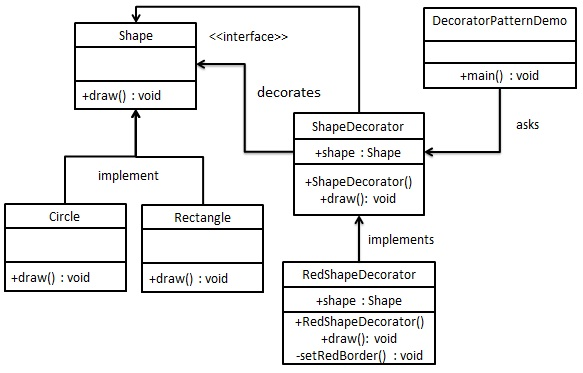 Shape
<<interface>>
+draw() : void
decorates
DecoratorPatternDemo
+main() : void
asks
ShapeDecorator
+shape : Shape
+ShapeDecorator()
+draw(): void
implement
Circle
+draw() : void
Rectangle
+draw() : void
implements
RedShapeDecorator
+shape : Shape
+RedShapeDecorator()
+draw(): void
-setRedBorder() : void